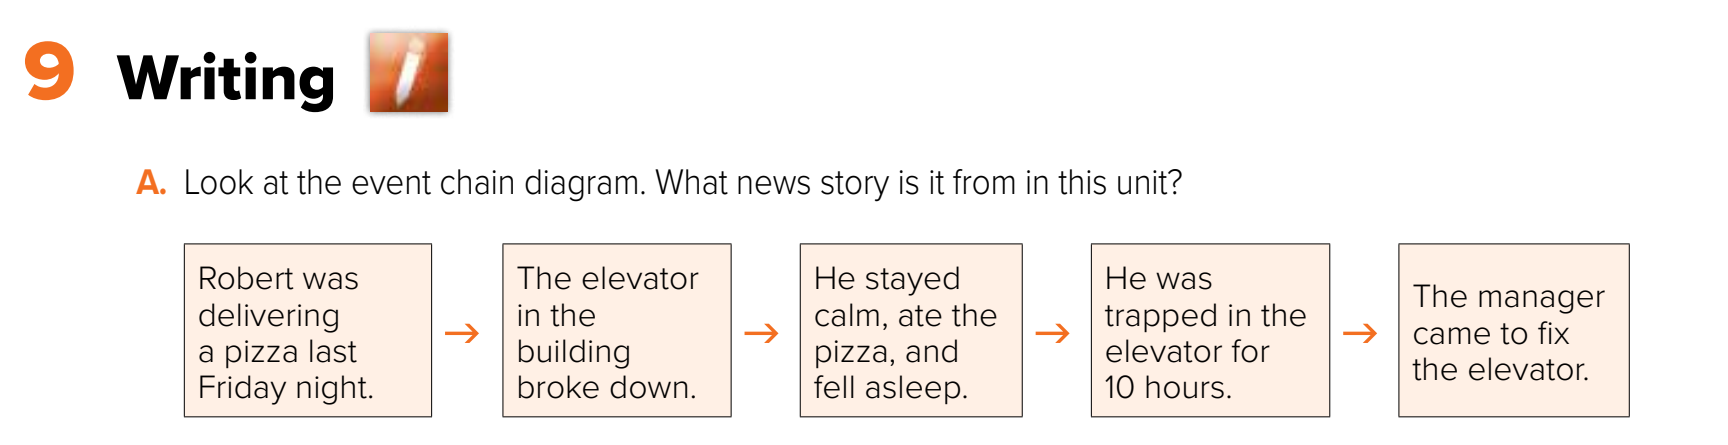 9 Writing
A. Look at the event chain diagram. What news story is it from in this unit?
Robert was
delivering
a pizza last
Friday night.
The elevator
in the
building
broke down.
He stayed
calm, ate the
pizza, and
fell asleep.
He was
trapped in the
elevator for
10 hours.
The manager
came to fix
the elevator.